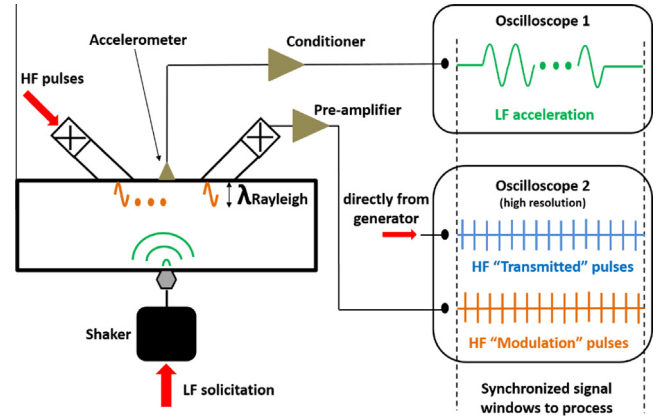 Oscilloscope 1
Conditioner
Accelerometer
HF pulses
LF acceleration
Pre-amplifier
Oscilloscope 2
(high resolution)
λRayleigh
directly from
generator
HF “Transmitted” pulses
HF “Modulation” pulses
Shaker
LF solicitation
Synchronized signal
windows to process